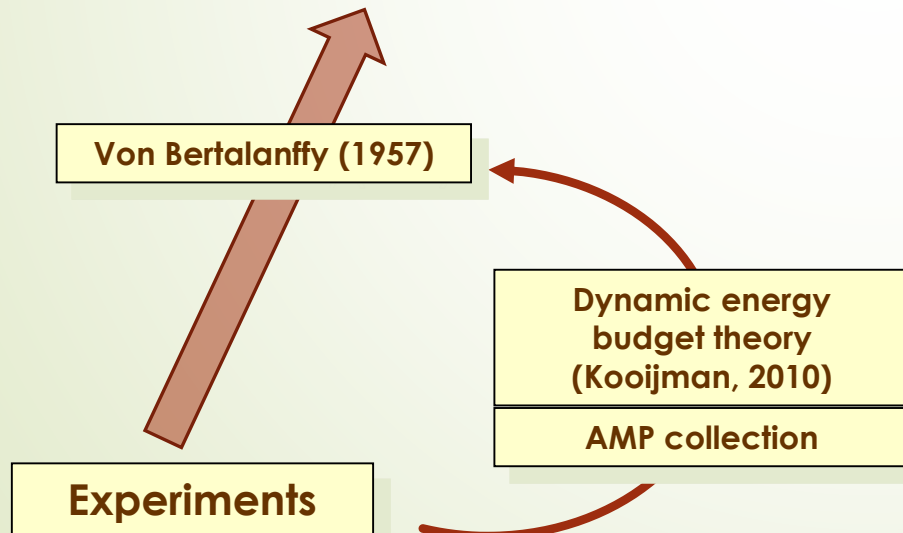 Von Bertalanffy (1957)
Dynamic energy
budget theory
(Kooijman, 2010)
AMP collection
Experiments